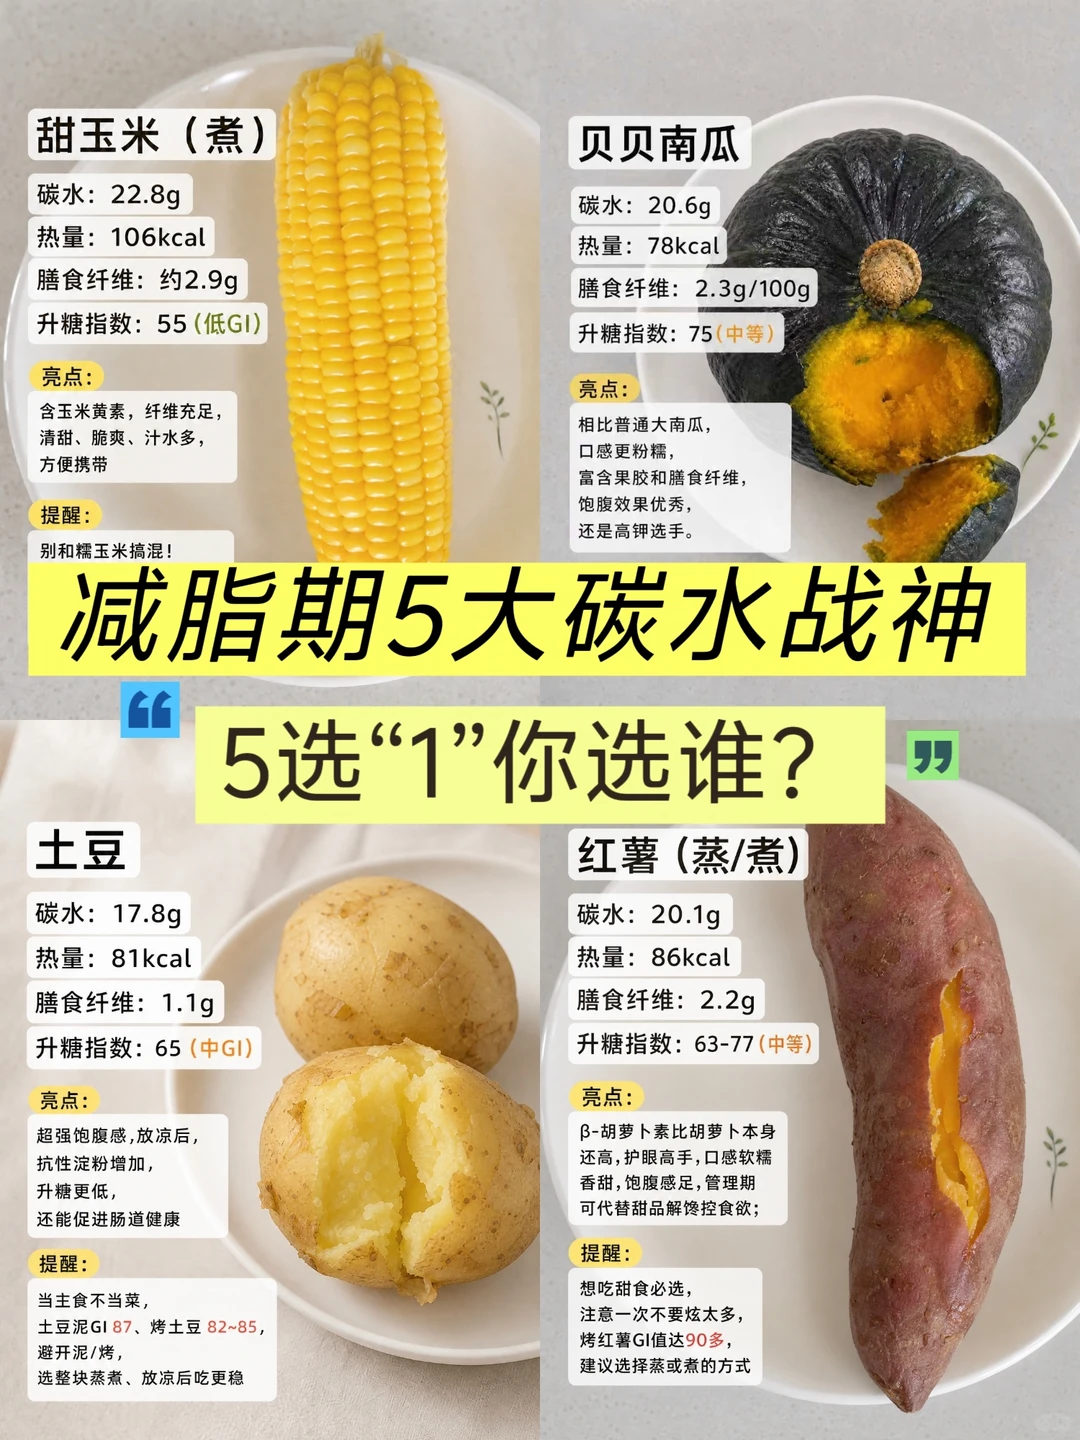 甜玉米（煮）
碳水：22.8g
热量：106kcal
膳食纤维：约2.9g
升糖指数：55（低GI）
亮点：
含玉米黄素，纤维充足，
清甜、脆爽、汁水多，
方便携带
提醒：
别和糯玉米搞混！
贝贝南瓜
碳水：20.6g
热量：78kcal
膳食纤维：2.3g/100g
升糖指数：75（中等）
亮点：
相比普通大南瓜，
口感更粉糯，
富含果胶和膳食纤维，
饱腹效果优秀，
还是高钾选手。
减脂期5大碳水战神
“
5选“1”你选谁？
”
土豆
碳水：17.8g
热量：81kcal
膳食纤维：1.1g
升糖指数：65（中GI）
亮点：
超强饱腹感，放凉后，
抗性淀粉增加，
升糖更低，
还能促进肠道健康
提醒：
当主食不当菜，
土豆泥GI 87、烤土豆 82~85，
避开泥/烤，
选整块蒸煮、放凉后吃更稳
红薯（蒸/煮）
碳水：20.1g
热量：86kcal
膳食纤维：2.2g
升糖指数：63-77（中等）
亮点：
β-胡萝卜素比胡萝卜本身
还高，护眼高手，口感软糯
香甜，饱腹感足，管理期
可代替甜品解馋控食欲；
提醒：
想吃甜食必选，
注意一次不要炫太多，
烤红薯GI值达90多，
建议选择蒸或煮的方式